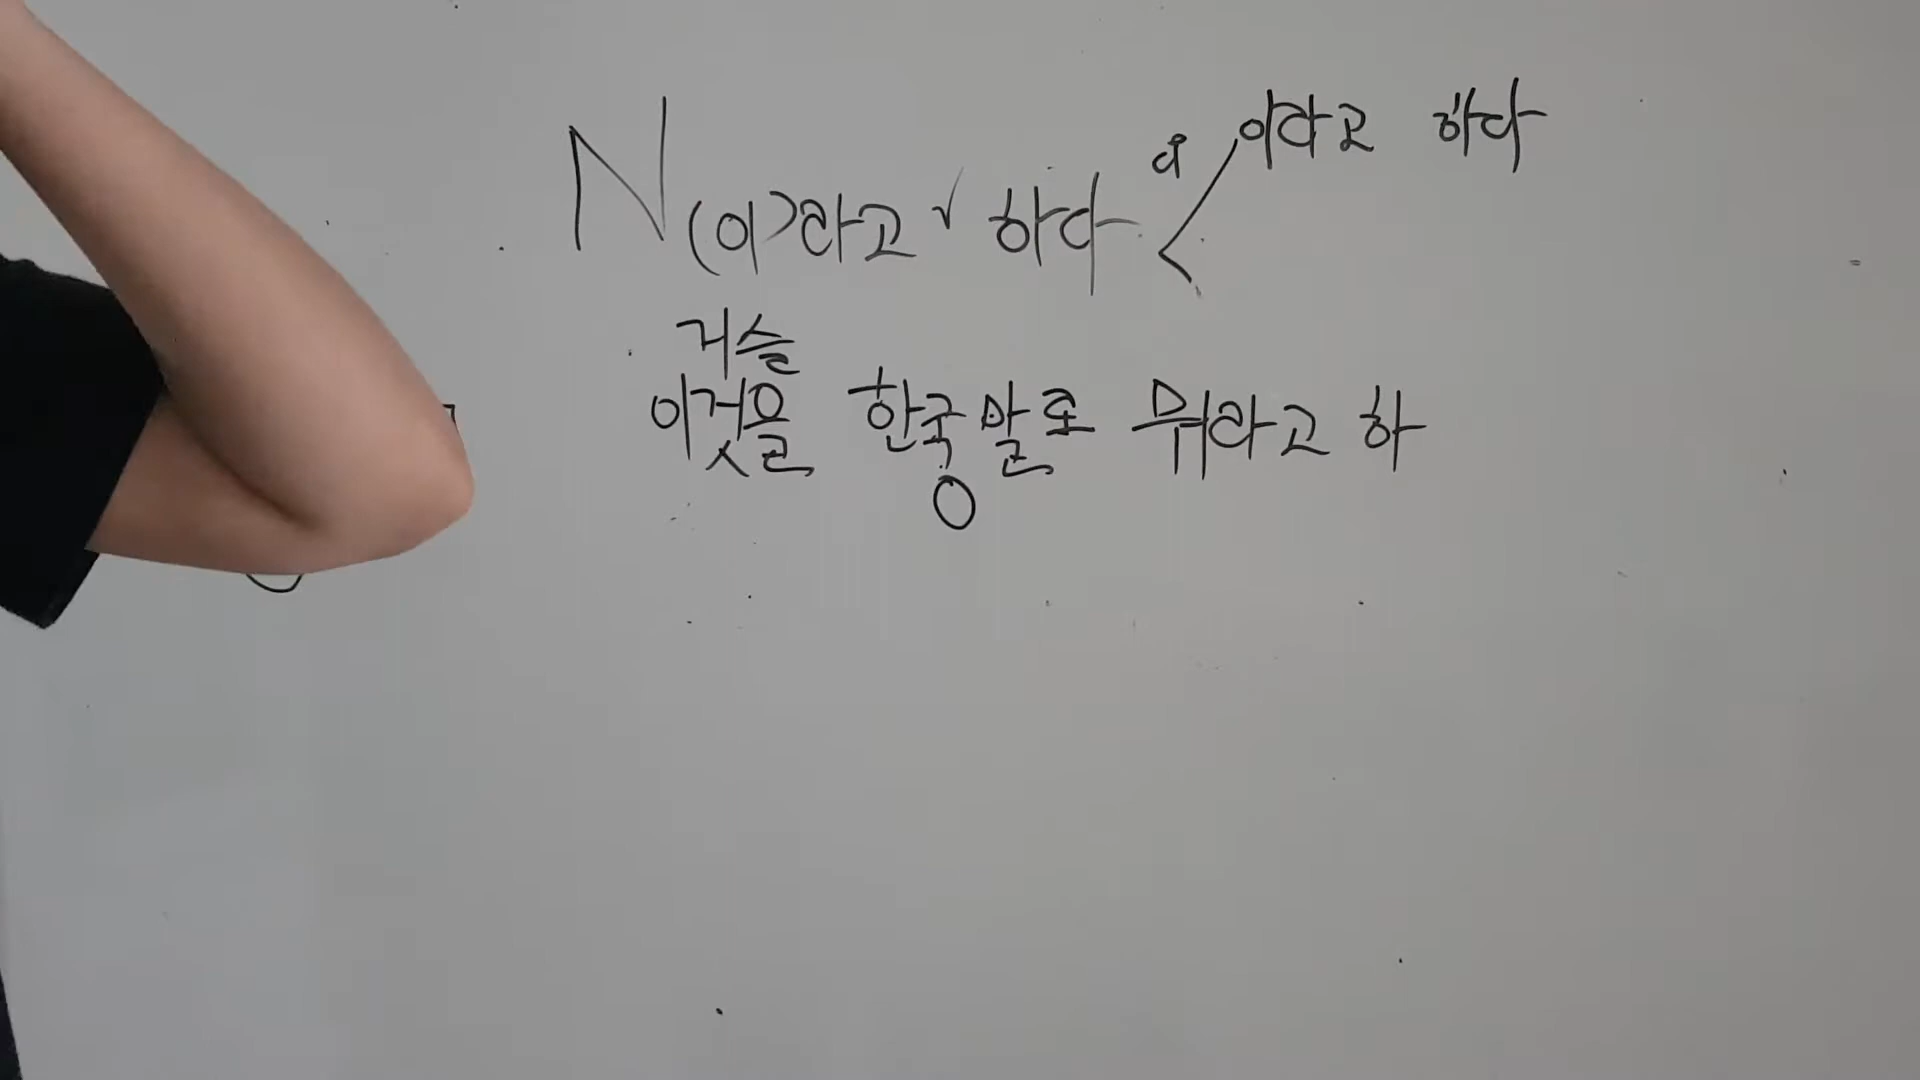 N(이)라고 ✓ 하다 이라고 하다
거슬
이것을 한국말로 뭐라고 하
ㅇ